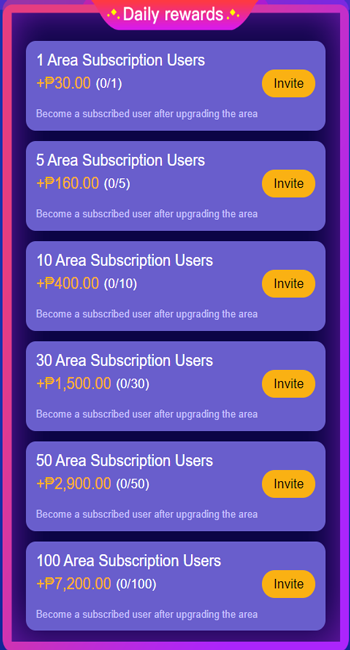 Daily rewards
1 Area Subscription Users
+₱30.00 (0/1)
Invite
Become a subscribed user after upgrading the area
5 Area Subscription Users
+₱160.00 (0/5)
Invite
Become a subscribed user after upgrading the area
10 Area Subscription Users
+₱400.00 (0/10)
Invite
Become a subscribed user after upgrading the area
30 Area Subscription Users
+₱1,500.00 (0/30)
Invite
Become a subscribed user after upgrading the area
50 Area Subscription Users
+₱2,900.00 (0/50)
Invite
Become a subscribed user after upgrading the area
100 Area Subscription Users
+₱7,200.00 (0/100)
Invite
Become a subscribed user after upgrading the area